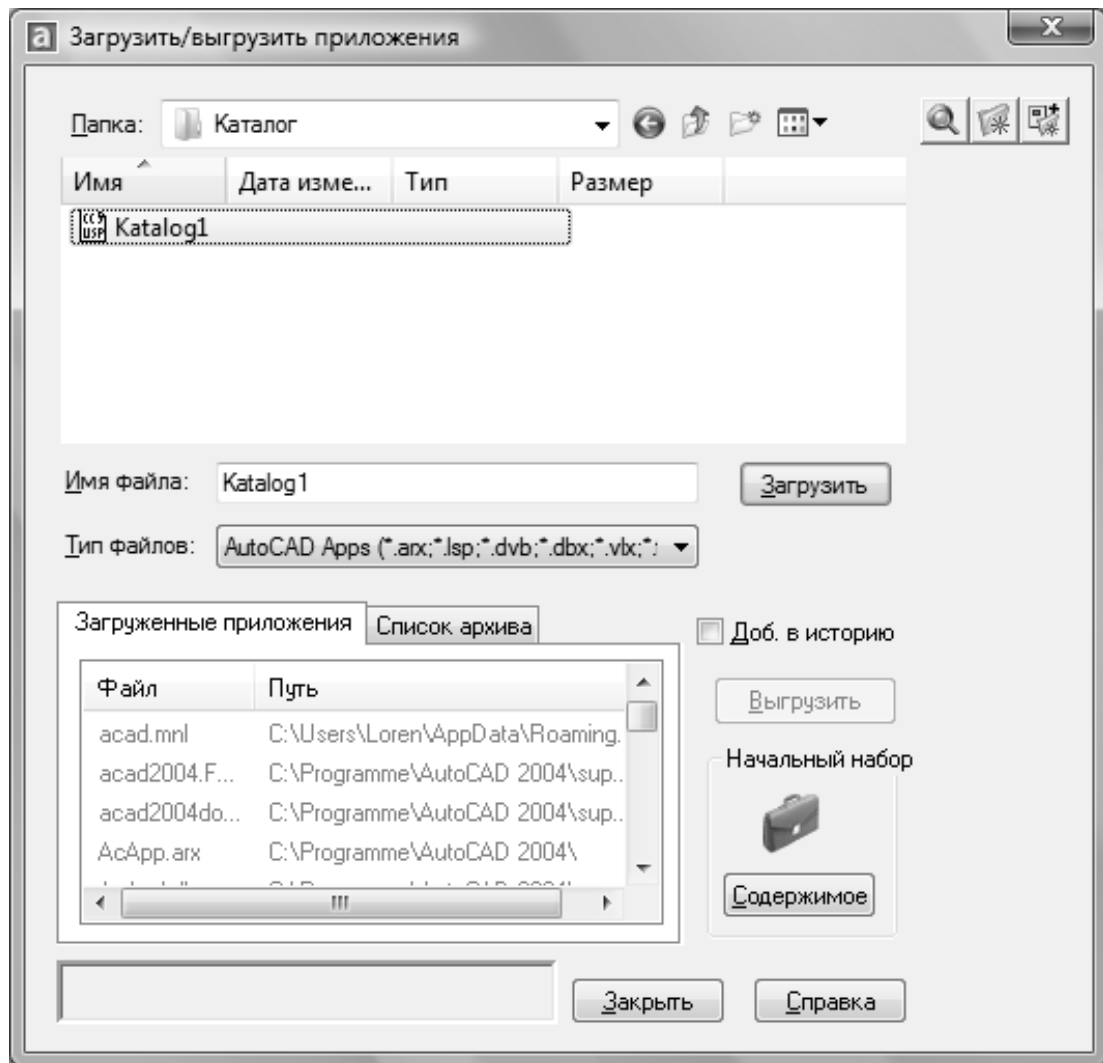 Загрузить/выгрузить приложения
Папка: Каталог
Имя Дата изме... Тип Размер
Katalog1
Имя файла: Katalog1 Загрузить
Тип файлов: AutoCAD Apps (*.arx;*.lsp;*.dvb;*.dbx;*.vlx;*.
Загруженные приложения Список архива
Доб. в историю
Файл Путь
Выгрузить
acad.mnl C:\Users\Loren\AppData\Roaming.
Начальный набор
acad2004.F... C:\Programme\AutoCAD 2004\sup..
acad2004do... C:\Programme\AutoCAD 2004\sup..
AcApp.arx C:\Programme\AutoCAD 2004\
Содержимое
Закрыть Справка